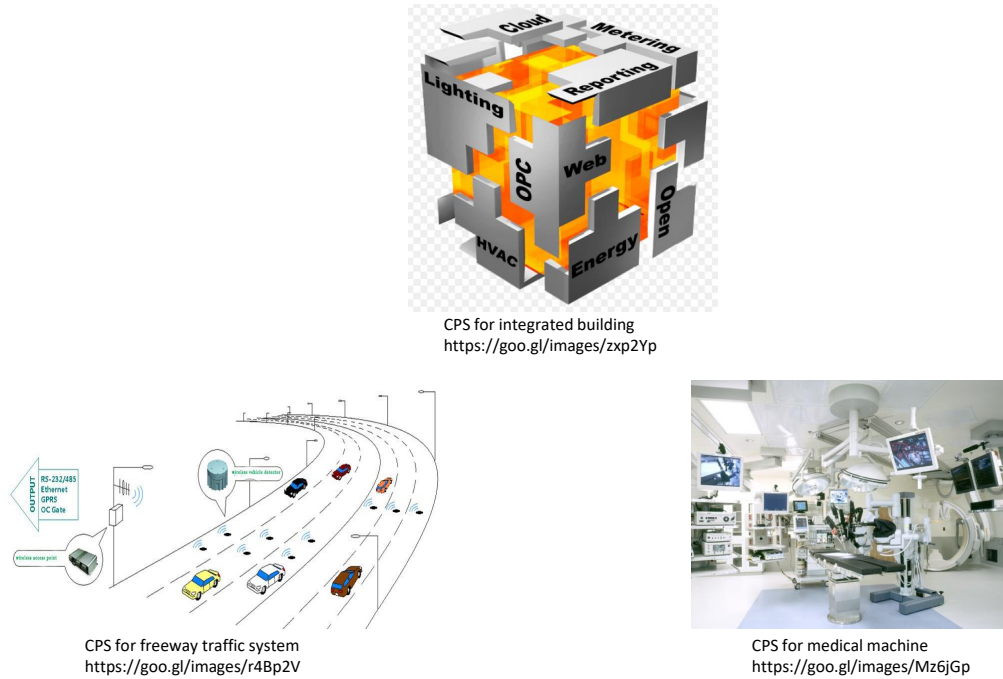 Cloud
Metering
Lighting
Reporting
OPC
Web
Open
HVAC
Energy
CPS for integrated building
https://goo.gl/images/zxp2Yp
OUTPUT
RS-232/485
Ethernet
GPRS
OC Gate
wireless vehicle detector
wireless access point
CPS for freeway traffic system
https://goo.gl/images/r4Bp2V
CPS for medical machine
https://goo.gl/images/Mz6jGp